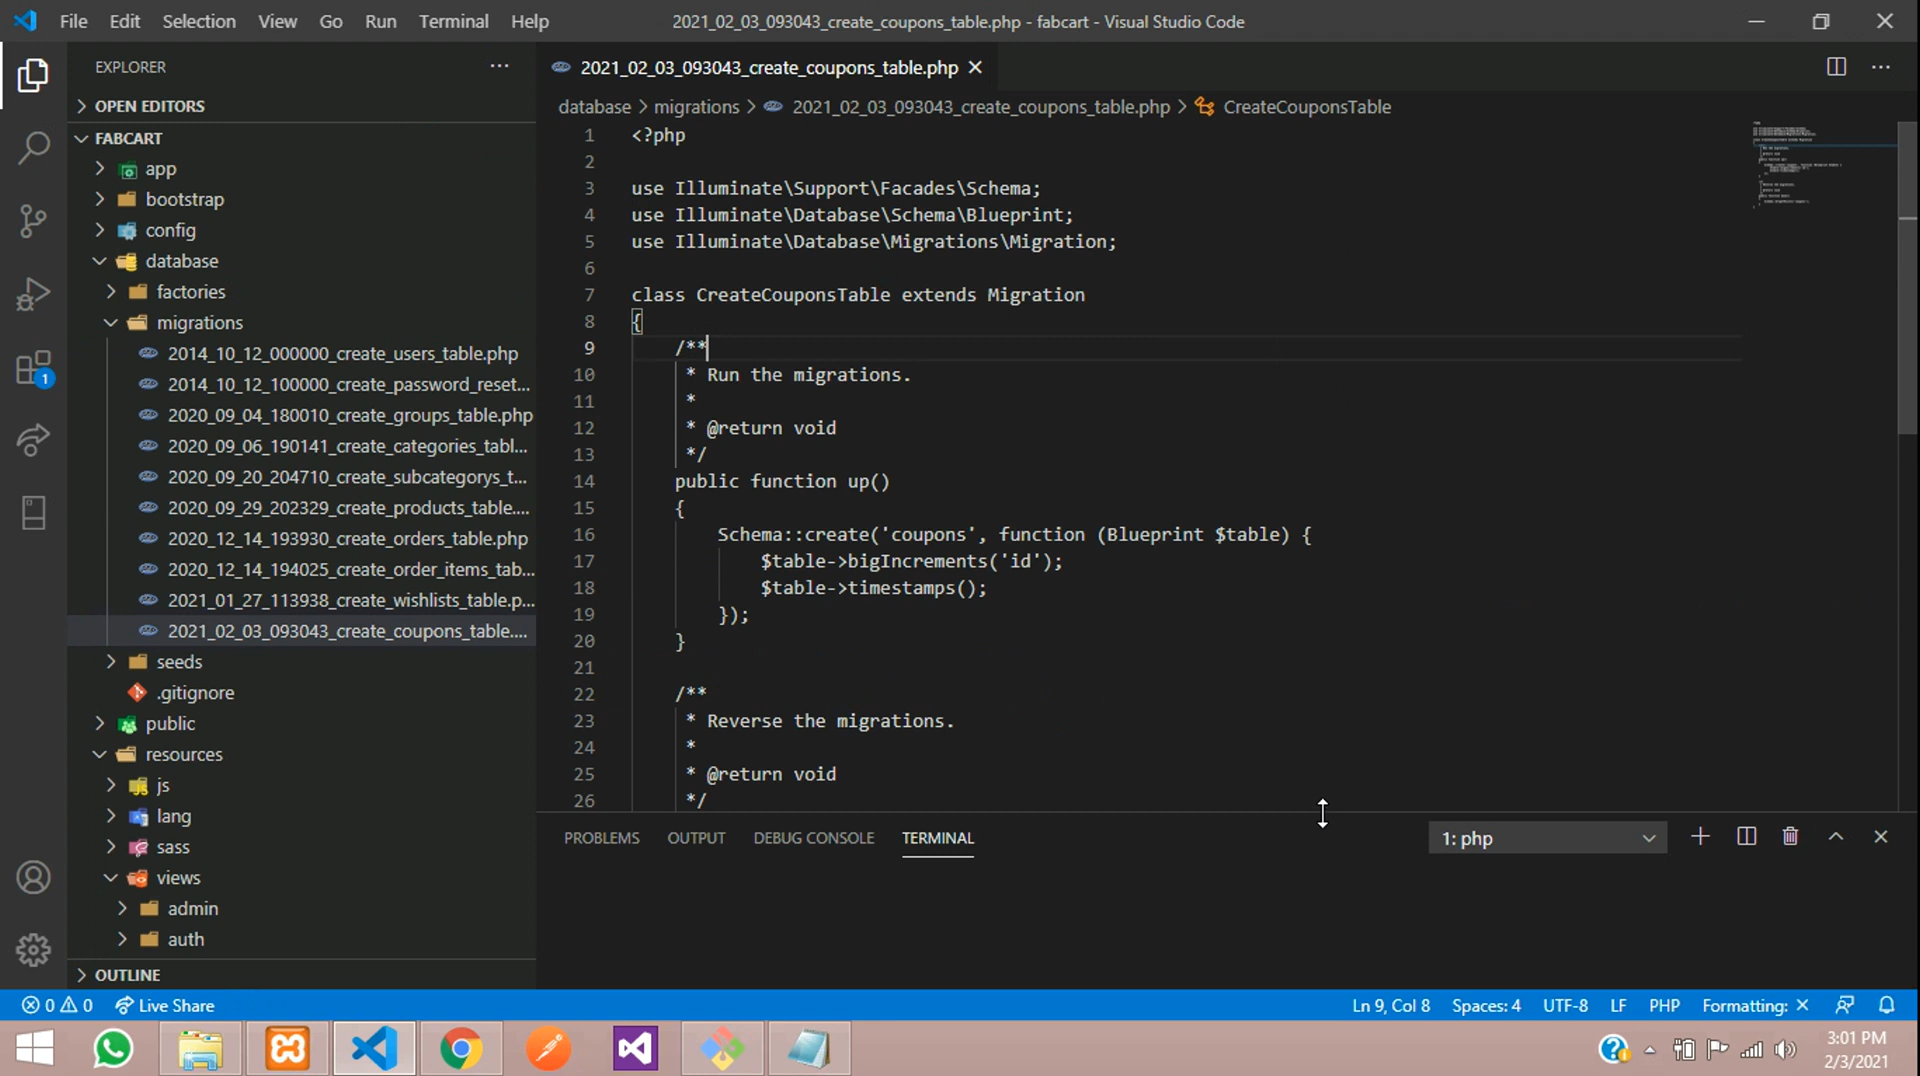 File Edit Selection View Go Run Terminal Help
2021_02_03_093043_create_coupons_table.php - fabcart - Visual Studio Code
EXPLORER
OPEN EDITORS
FABCART
app
bootstrap
config
database
factories
migrations
2014_10_12_000000_create_users_table.php
2014_10_12_100000_create_password_reset...
2020_09_04_180010_create_groups_table.php
2020_09_06_190141_create_categories_tabl...
2020_09_20_204710_create_subcategorys_t...
2020_09_29_202329_create_products_table....
2020_12_14_193930_create_orders_table.php
2020_12_14_194025_create_order_items_tab...
2021_01_27_113938_create_wishlists_table.p...
2021_02_03_093043_create_coupons_table....
seeds
.gitignore
public
resources
js
lang
sass
views
admin
auth
OUTLINE
1
2021_02_03_093043_create_coupons_table.php
database > migrations > 2021_02_03_093043_create_coupons_table.php > CreateCouponsTable
1 <?php
2
3 use Illuminate\Support\Facades\Schema;
4 use Illuminate\Database\Schema\Blueprint;
5 use Illuminate\Database\Migrations\Migration;
6
7 class CreateCouponsTable extends Migration
8 {
9 /**
10 * Run the migrations.
11 *
12 * @return void
13 */
14 public function up()
15 {
16 Schema::create('coupons', function (Blueprint $table) {
17 $table->bigIncrements('id');
18 $table->timestamps();
19 });
20 }
21
22 /**
23 * Reverse the migrations.
24 *
25 * @return void
26 */
PROBLEMS OUTPUT DEBUG CONSOLE TERMINAL
1: php
0 0 Live Share
Ln 9, Col 8 Spaces: 4 UTF-8 LF PHP Formatting: ✕
3:01 PM
2/3/2021